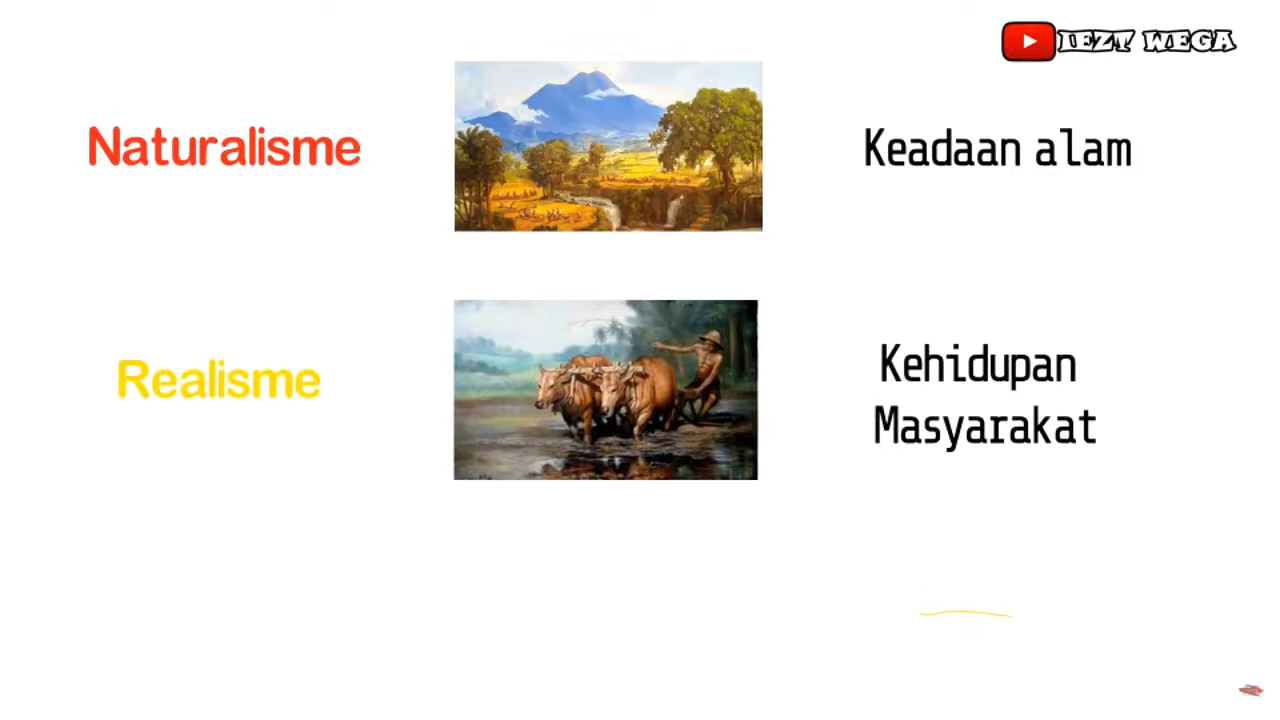 IEZT WEGA
Naturalisme
Keadaan alam
Realisme
Kehidupan
Masyarakat